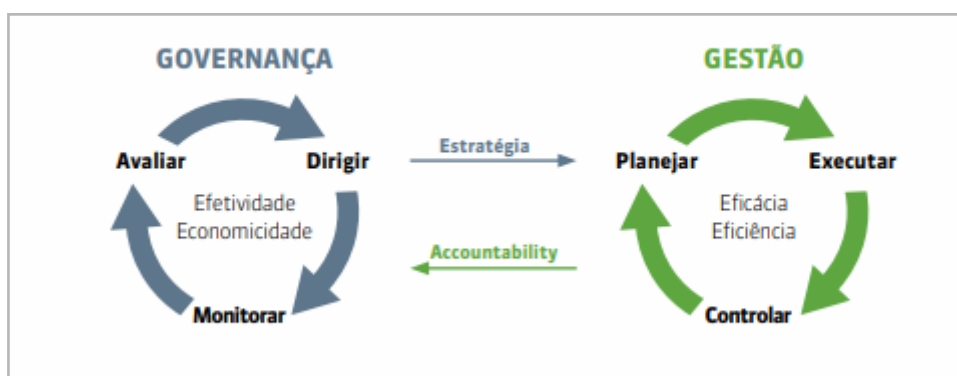 GOVERNANÇA
Avaliar
Dirigir
Efetividade
Economicidade
Monitorar
Estratégia
Accountability
GESTÃO
Planejar
Executar
Eficácia
Eficiência
Controlar